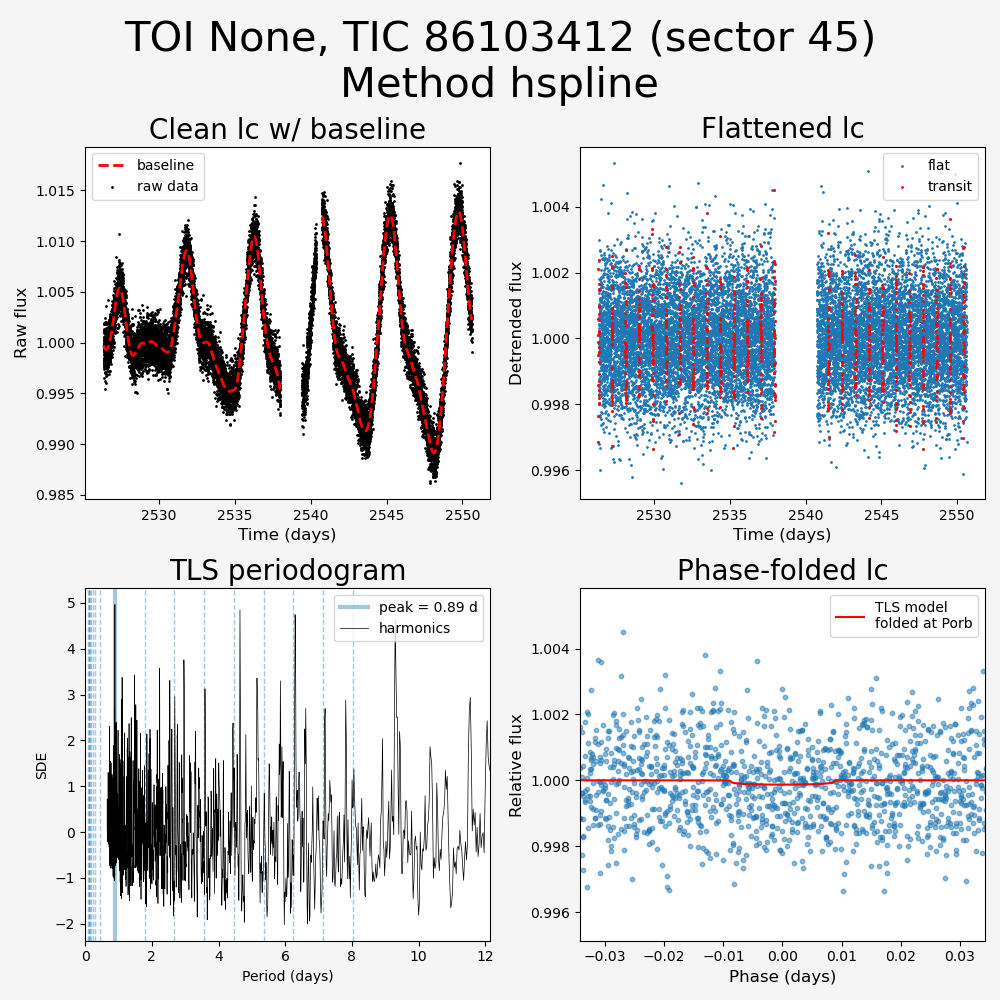 TOI None, TIC 86103412 (sector 45)
Method hspline
Clean lc w/ baseline
baseline
raw data
1.015
1.010
1.005
1.000
0.995
0.990
0.985
Raw flux
2530
2535
2540
2545
2550
Time (days)
Flattened lc
flat
transit
1.004
1.002
1.000
0.998
0.996
Detrended flux
2530
2535
2540
2545
2550
Time (days)
TLS periodogram
peak = 0.89 d
harmonics
5
4
3
2
1
0
−1
−2
SDE
0
2
4
6
8
10
12
Period (days)
Phase-folded lc
TLS model
folded at Porb
1.004
1.002
1.000
0.998
0.996
Relative flux
−0.03
−0.02
−0.01
0.00
0.01
0.02
0.03
Phase (days)